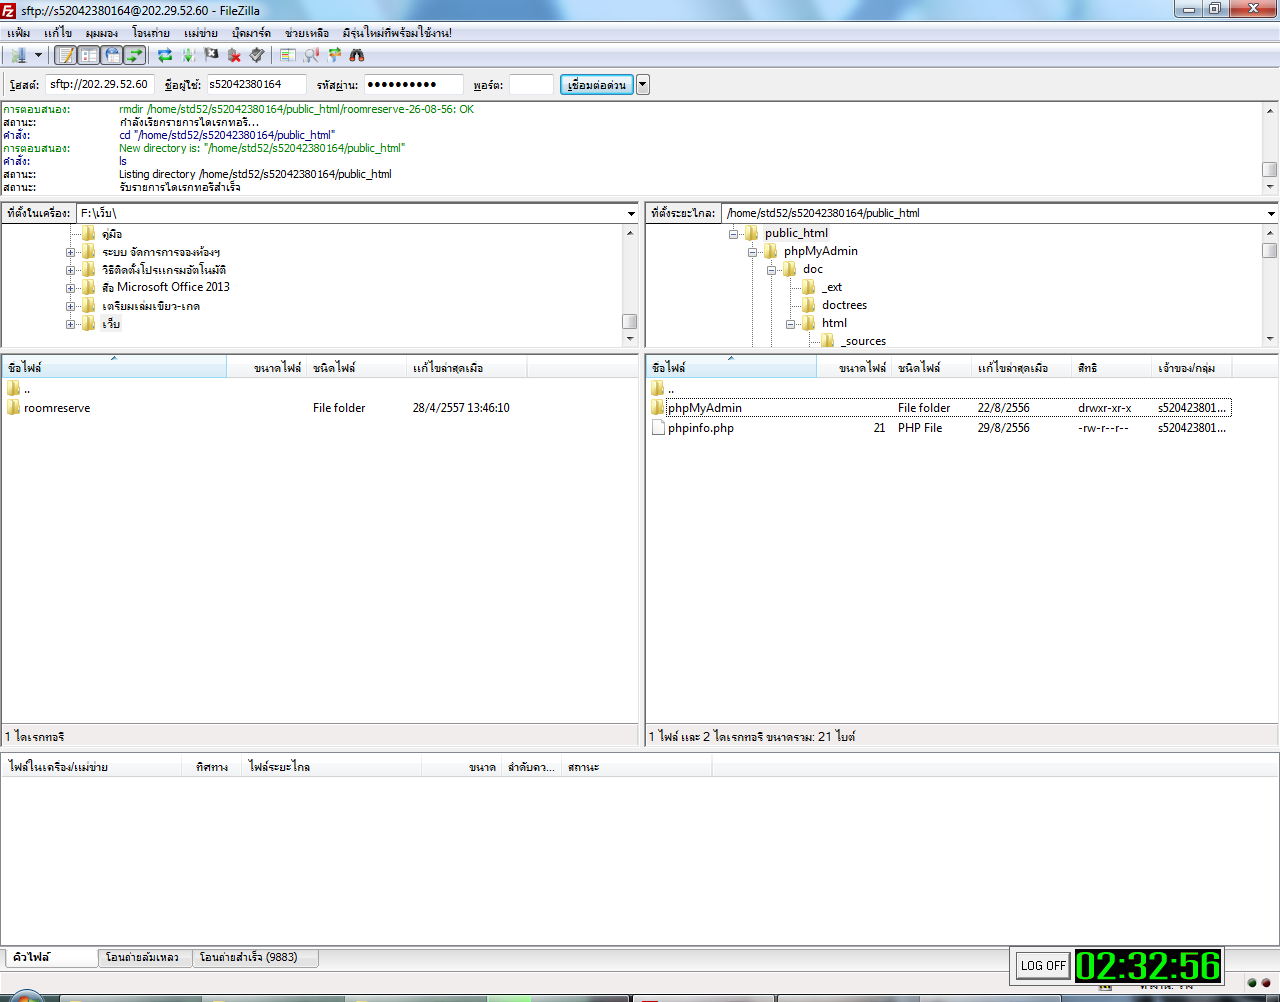 sftp://s52042380164@202.29.52.60 - FileZilla
แฟ้ม แก้ไข มุมมอง โอนถ่าย แม่ข่าย บุ๊คมาร์ค ช่วยเหลือ มีรุ่นใหม่ที่พร้อมใช้งาน!
โฮสต์: sftp://202.29.52.60 ชื่อผู้ใช้: s52042380164 รหัสผ่าน: ●●●●●●●●●● พอร์ต: เชื่อมต่อด่วน
การตอบสนอง: rmdir /home/std52/s52042380164/public_html/roomreserve-26-08-56: OK
สถานะ: กำลังเรียกรายการไดเรกทอรี...
คำสั่ง: cd "/home/std52/s52042380164/public_html"
การตอบสนอง: New directory is: "/home/std52/s52042380164/public_html"
คำสั่ง: ls
สถานะ: Listing directory /home/std52/s52042380164/public_html
สถานะ: รับรายการไดเรกทอรีสำเร็จ
ที่ตั้งในเครื่อง: F:\เว็บ\
คู่มือ
ระบบ จัดการการจองห้องฯ
วิธีติดตั้งโปรแกรมอัตโนมัติ
สื่อ Microsoft Office 2013
เตรียมเล่มเขียว-เกด
เว็บ
ที่ตั้งระยะไกล: /home/std52/s52042380164/public_html
public_html
phpMyAdmin
doc
_ext
doctrees
html
_sources
ชื่อไฟล์ ขนาดไฟล์ ชนิดไฟล์ แก้ไขล่าสุดเมื่อ
..
roomreserve File folder 28/4/2557 13:46:10
1 ไดเรกทอรี
ชื่อไฟล์ ขนาดไฟล์ ชนิดไฟล์ แก้ไขล่าสุดเมื่อ สิทธิ เจ้าของ/กลุ่ม
..
phpMyAdmin File folder 22/8/2556 drwxr-xr-x s520423801...
phpinfo.php 21 PHP File 29/8/2556 -rw-r--r-- s520423801...
1 ไฟล์ และ 2 ไดเรกทอรี ขนาดรวม: 21 ไบต์
ไฟล์ในเครื่อง/แม่ข่าย ทิศทาง ไฟล์ระยะไกล ขนาด ลำดับคว... สถานะ
คิวไฟล์ โอนถ่ายล้มเหลว โอนถ่ายสำเร็จ (9883)
LOG OFF 02:32:56